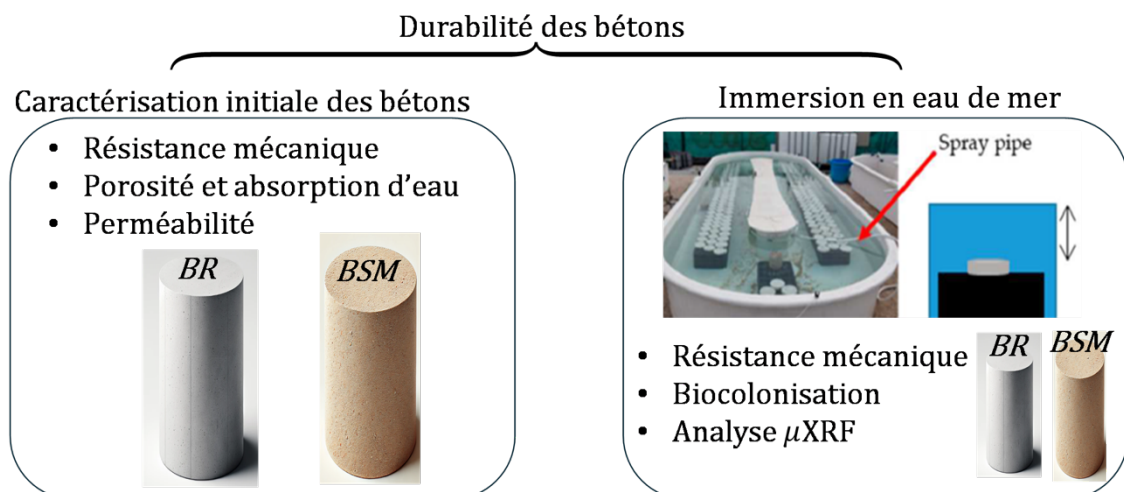 Durabilité des bétons
Caractérisation initiale des bétons
• Résistance mécanique
• Porosité et absorption d'eau
• Perméabilité
BR
BSM
Immersion en eau de mer
Spray pipe
• Résistance mécanique
• Biocolonisation
• Analyse μXRF
BR
BSM